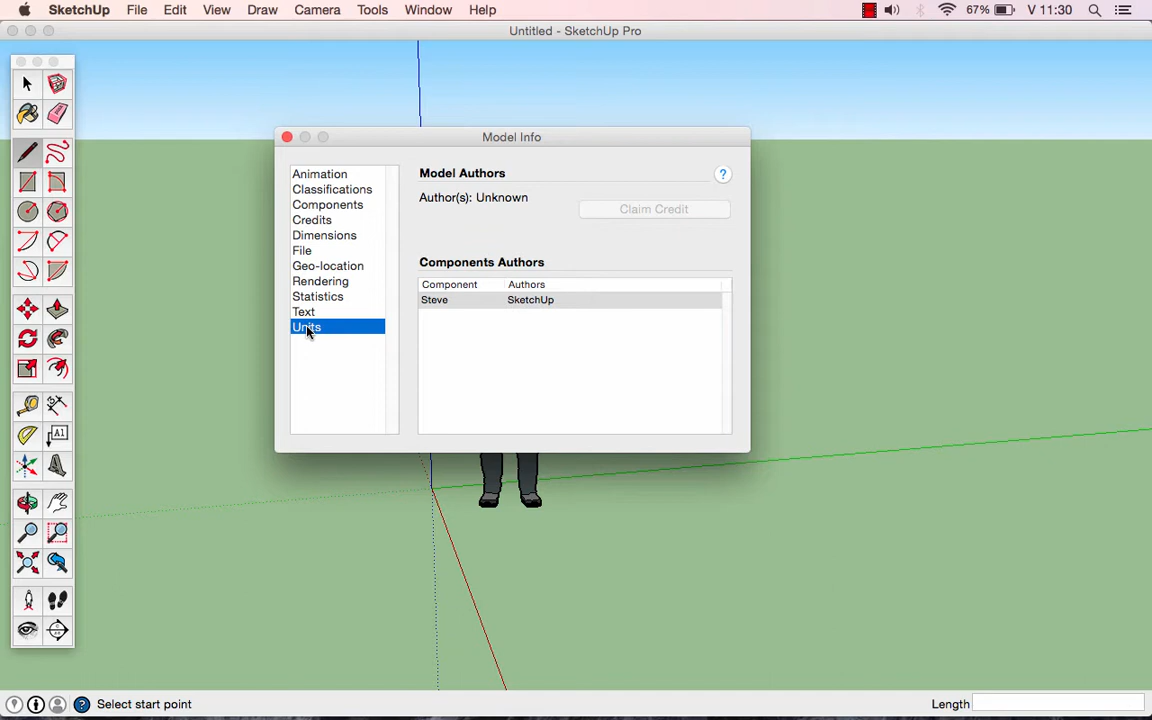 SketchUp File Edit View Draw Camera Tools Window Help 67% V 11:30
Untitled - SketchUp Pro
Model Info
Animation
Classifications
Components
Credits
Dimensions
File
Geo-location
Rendering
Statistics
Text
Units
Model Authors ?
Author(s): Unknown
Claim Credit
Components Authors
Component Authors
Steve SketchUp
A1
? Select start point
Length